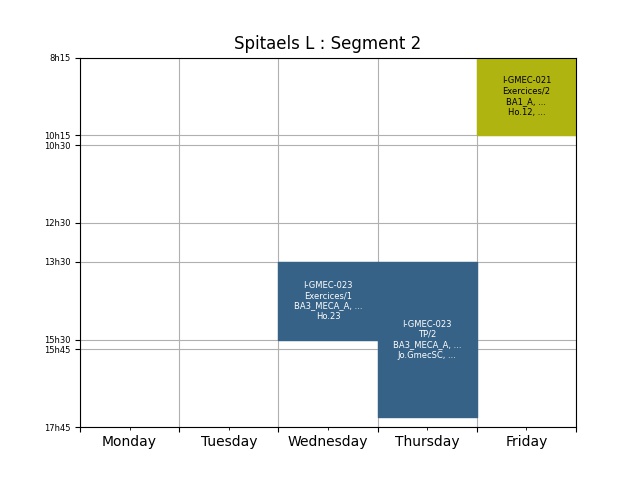 Spitaels L : Segment 2
8h15
I-GMEC-021
Exercices/2
BA1_A, ...
Ho.12, ...
10h15
10h30
12h30
13h30
I-GMEC-023
Exercices/1
BA3_MECA_A, ...
Ho.23
I-GMEC-023
TP/2
BA3_MECA_A, ...
Jo.GmecSC, ...
15h30
15h45
17h45
Monday
Tuesday
Wednesday
Thursday
Friday